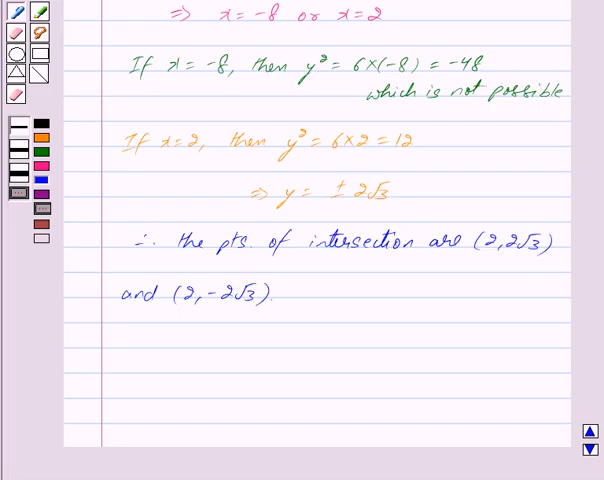 ⇒ x = -8 or x = 2
If x = -8, then y² = 6×(-8) = -48
which is not possible
If x = 2, then y² = 6×2 = 12
⇒ y = ± 2√3
∴ the pts. of intersection are (2, 2√3)
and (2, -2√3).